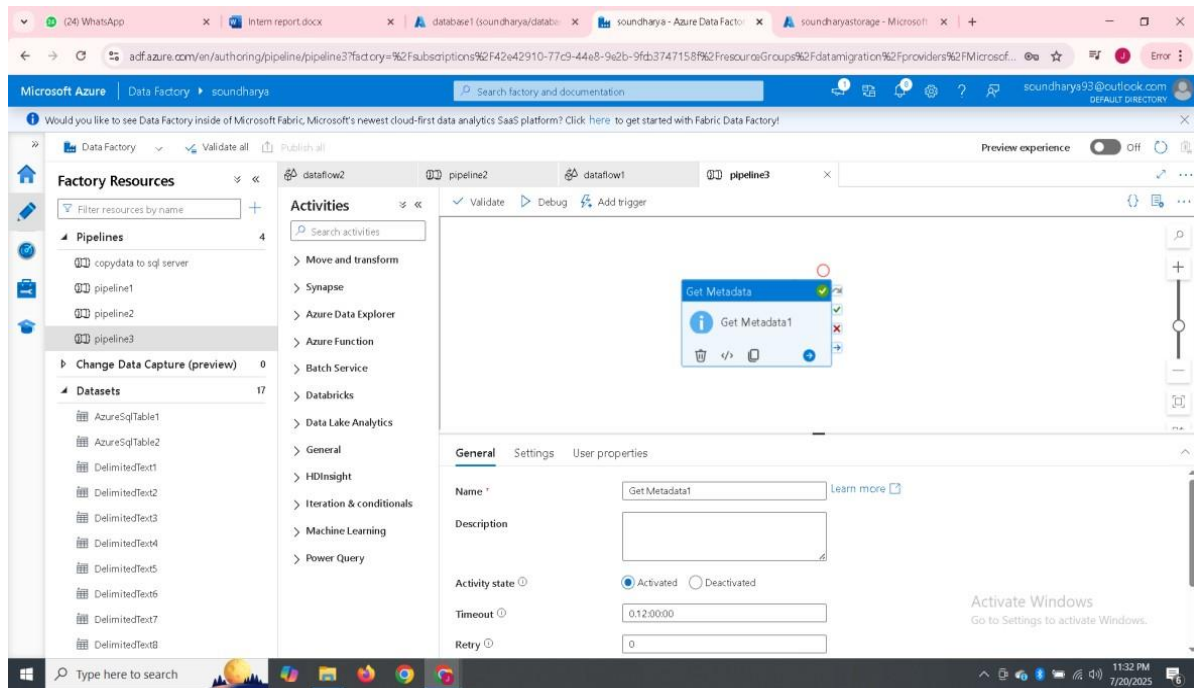 (24) WhatsApp
Intern report.docx
database1 (soundharya/databa
soundharya - Azure Data Factor
soundharyastorage - Microsoft
adf.azure.com/en/authoring/pipeline/pipeline3?factory=%2Fsubscriptions%2F42e42910-77c9-44e8-9e2b-9fcb3747158f%2FresourceGroups%2Fdatamigration%2Fproviders%2FMicrosof...
Error
Microsoft Azure | Data Factory ▸ soundharya
Search factory and documentation
1
8
soundharya93@outlook.com
DEFAULT DIRECTORY
Would you like to see Data Factory inside of Microsoft Fabric, Microsoft's newest cloud-first data analytics SaaS platform? Click here to get started with Fabric Data Factory!
Data Factory
Validate all
Publish all
Preview experience
Off
Factory Resources
Filter resources by name
Pipelines 4
copydata to sql server
pipeline1
pipeline2
pipeline3
Change Data Capture (preview) 0
Datasets 17
AzureSqlTable1
AzureSqlTable2
DelimitedText1
DelimitedText2
DelimitedText3
DelimitedText4
DelimitedText5
DelimitedText6
DelimitedText7
DelimitedText8
dataflow2
pipeline2
dataflow1
pipeline3
Activities
Search activities
Move and transform
Synapse
Azure Data Explorer
Azure Function
Batch Service
Databricks
Data Lake Analytics
General
HDInsight
Iteration & conditionals
Machine Learning
Power Query
Validate
Debug
Add trigger
Get Metadata
Get Metadata1
General
Settings
User properties
Name *
Get Metadata1
Learn more
Description
Activity state
Activated
Deactivated
Timeout
0.12:00:00
Retry
0
Activate Windows
Go to Settings to activate Windows.
Type here to search
11:32 PM
7/20/2025
6